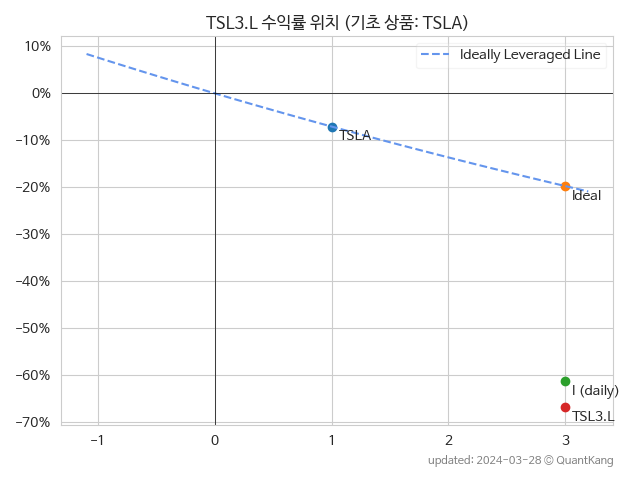 TSL3.L 수익률 위치 (기초 상품: TSLA)
10%
Ideally Leveraged Line
0%
−10%
TSLA
−20%
Ideal
−30%
−40%
−50%
−60%
I (daily)
−70%
TSL3.L
−1
0
1
2
3
updated: 2024-03-28 © QuantKang